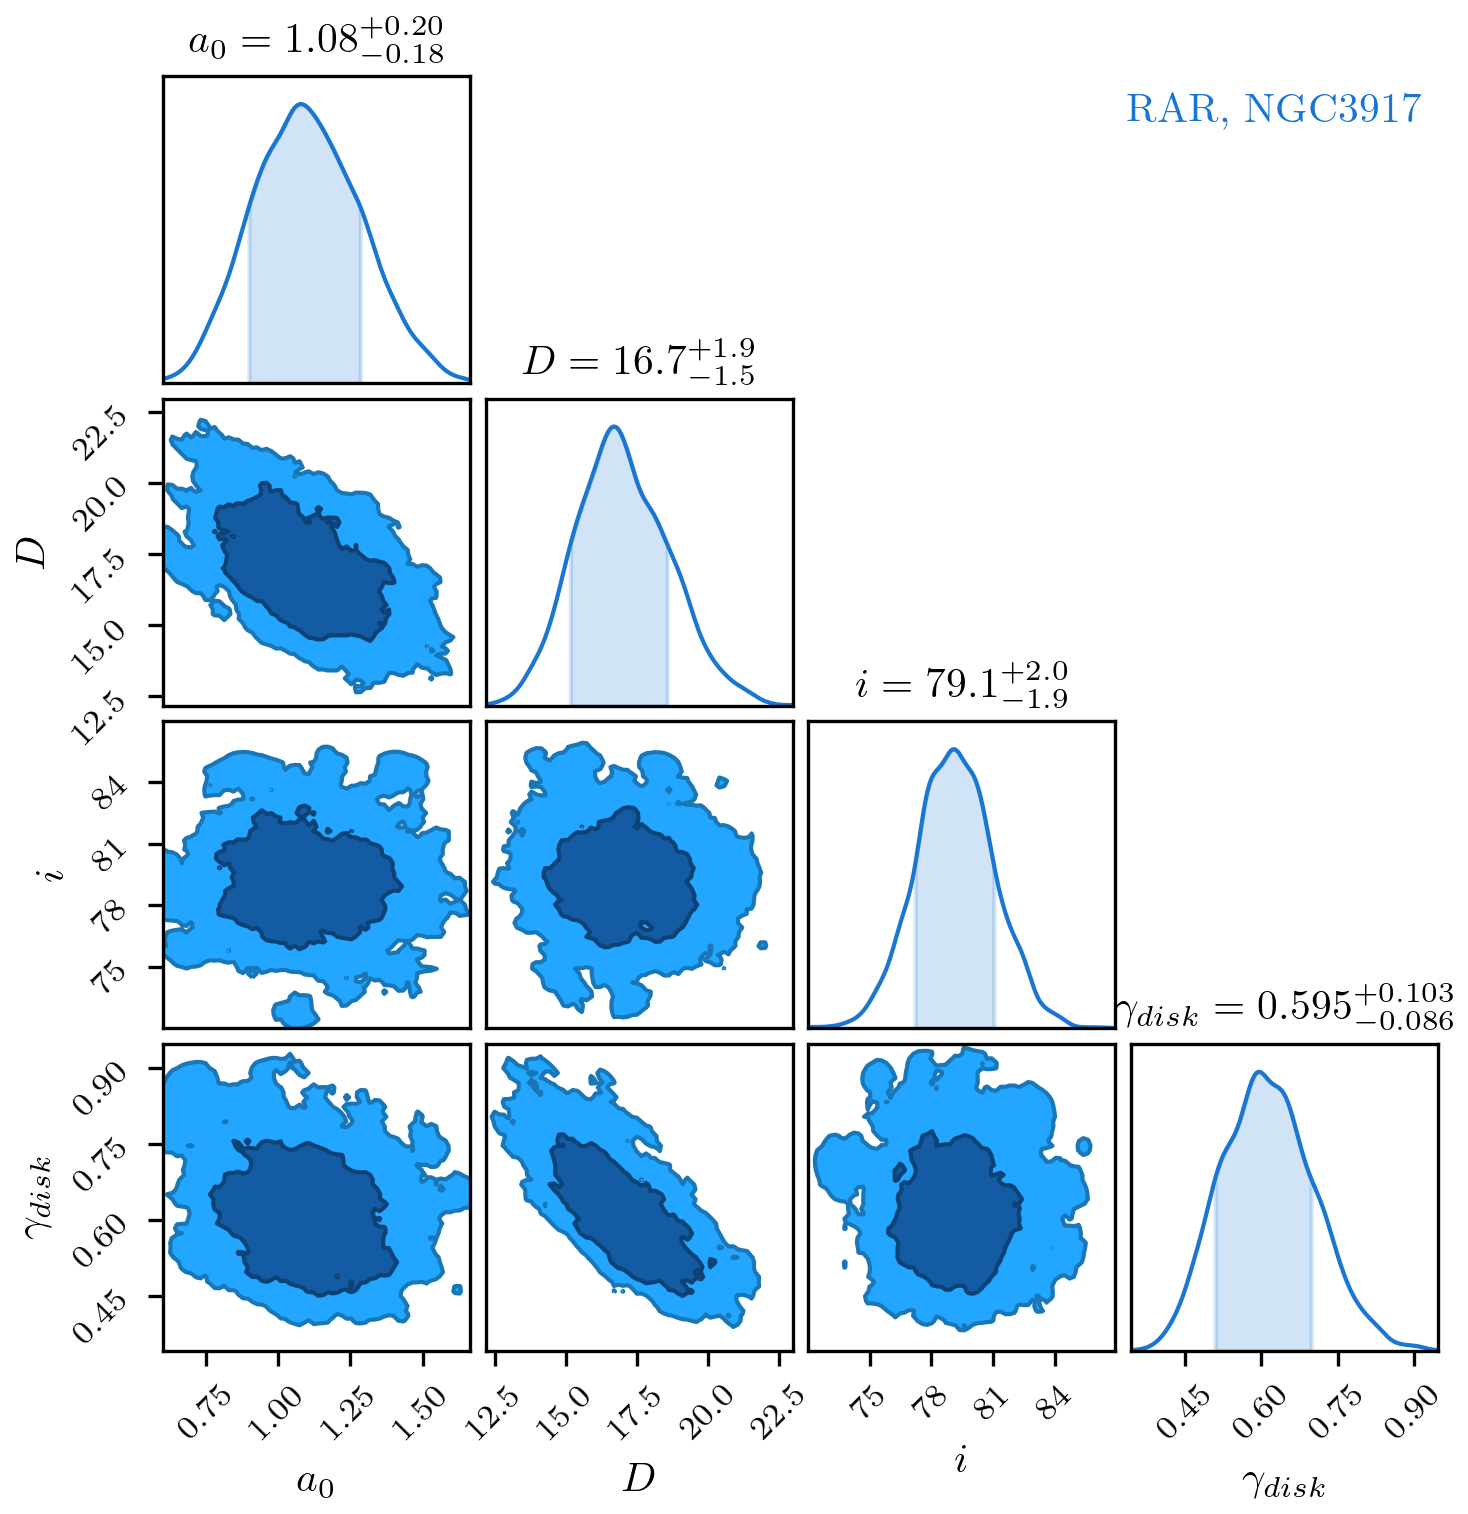 a_0 = 1.08^{+0.20}_{-0.18}
RAR, NGC3917
D = 16.7^{+1.9}_{-1.5}
22.5
20.0
17.5
15.0
12.5
D
i = 79.1^{+2.0}_{-1.9}
84
81
78
75
i
γ_{disk} = 0.595^{+0.103}_{-0.086}
0.90
0.75
0.60
0.45
γ_{disk}
0.75 1.00 1.25 1.50
12.5 15.0 17.5 20.0 22.5
75 78 81 84
0.45 0.60 0.75 0.90
a_0
D
i
γ_{disk}